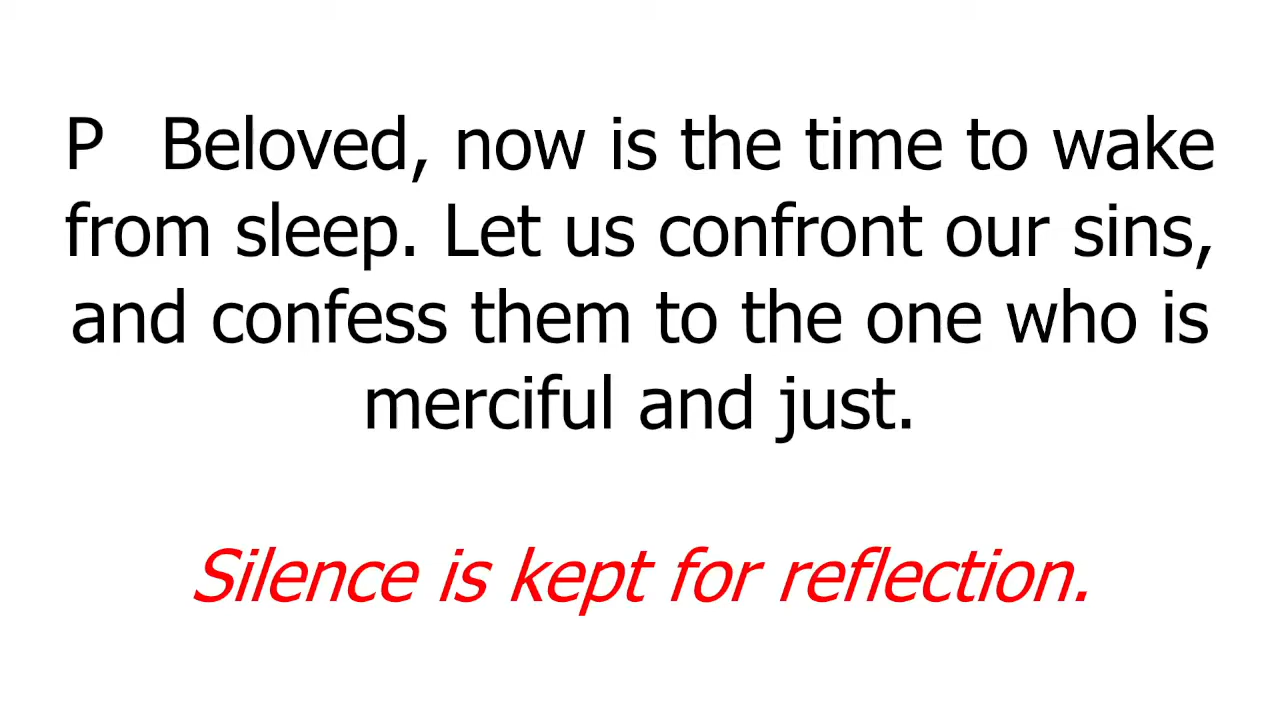 P Beloved, now is the time to wake
from sleep. Let us confront our sins,
and confess them to the one who is
merciful and just.
Silence is kept for reflection.